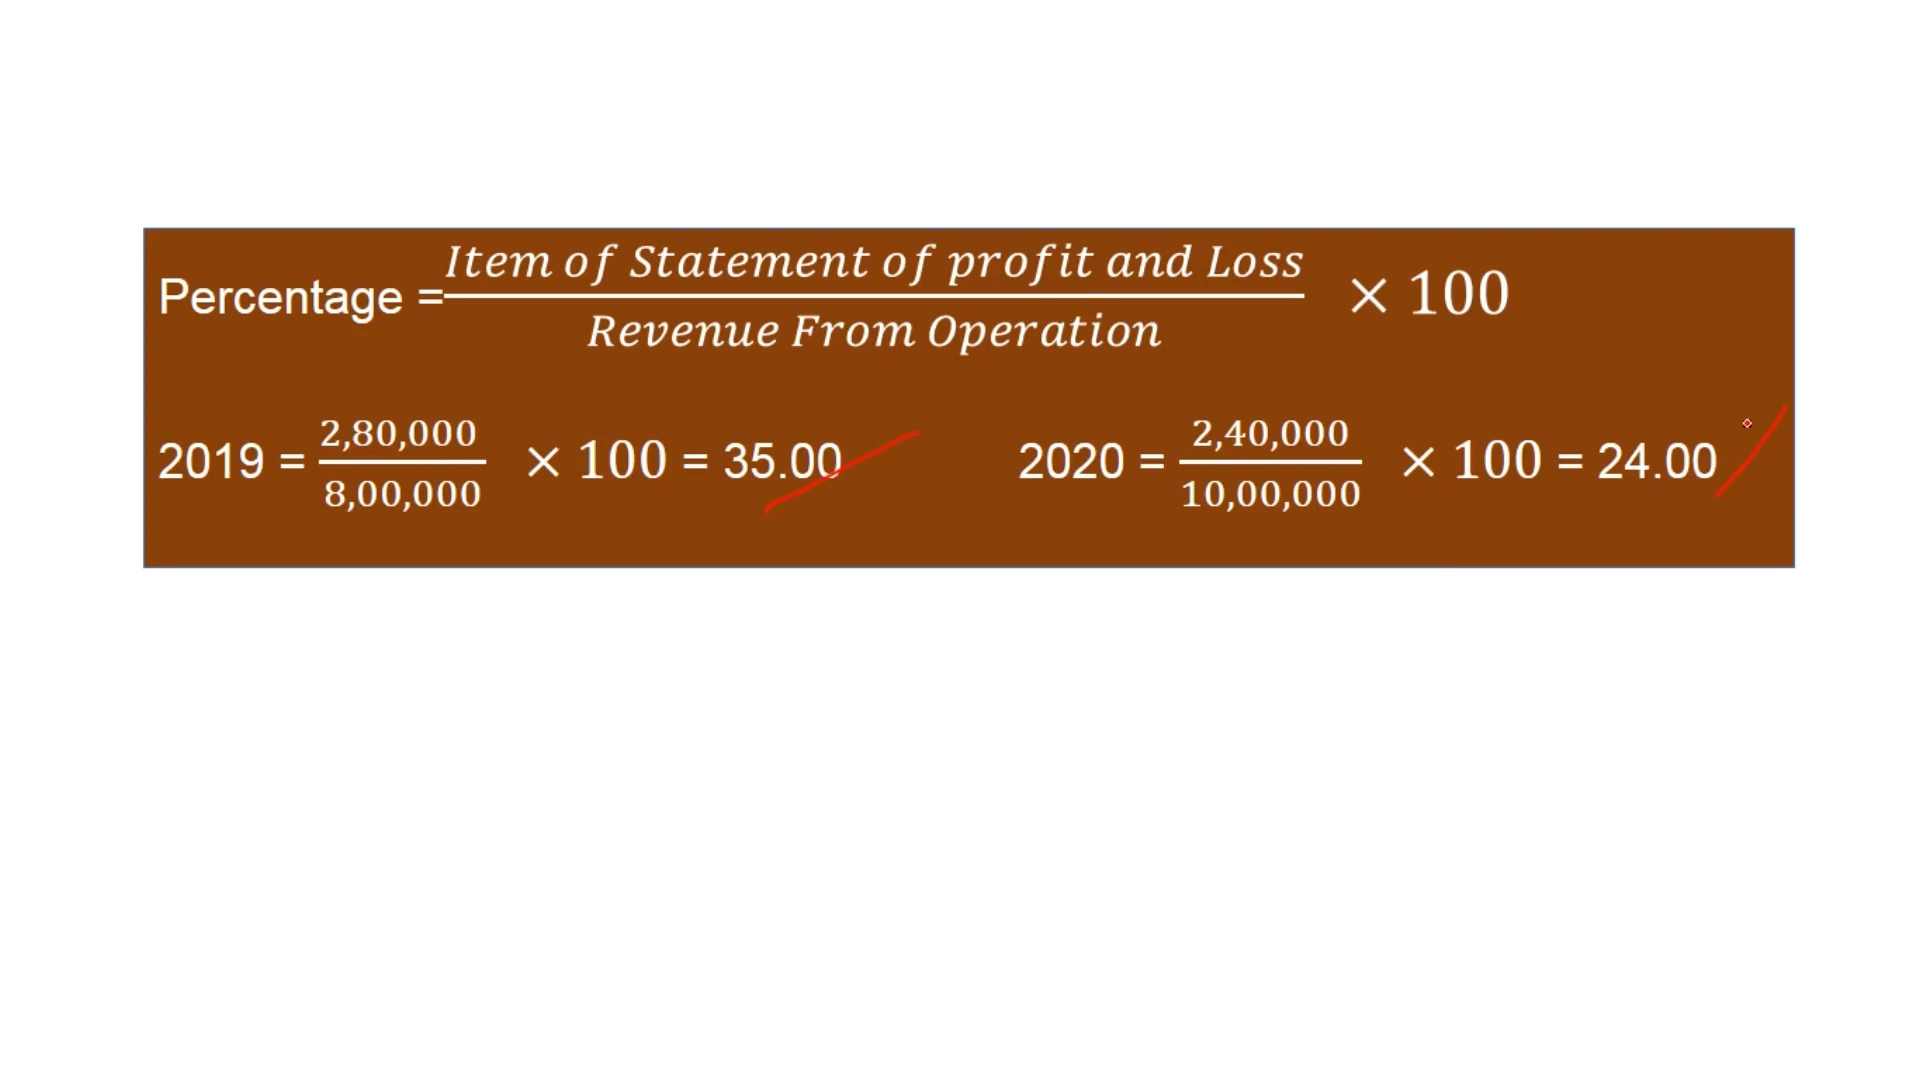 Percentage = Item of Statement of profit and Loss / Revenue From Operation × 100
2019 = 2,80,000 / 8,00,000 × 100 = 35.00
2020 = 2,40,000 / 10,00,000 × 100 = 24.00